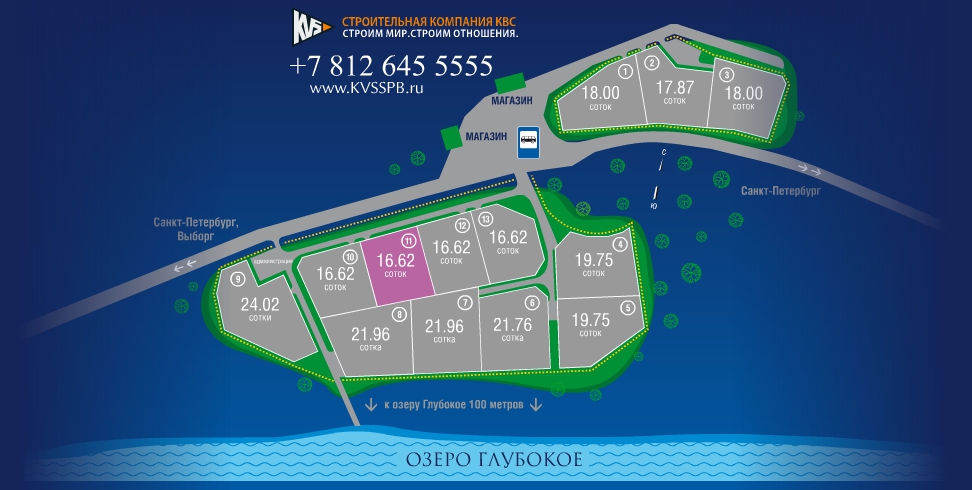 KVS
СТРОИТЕЛЬНАЯ КОМПАНИЯ КВС
СТРОИМ МИР.СТРОИМ ОТНОШЕНИЯ.
+7 812 645 5555
www.KVSSPB.ru
МАГАЗИН
МАГАЗИН
1
18.00
СОТОК
2
17.87
СОТОК
3
18.00
СОТОК
С
Ю
Санкт-Петербург
Санкт-Петербург,
Выборг
администрация
9
24.02
СОТКИ
10
16.62
СОТОК
11
16.62
СОТОК
12
16.62
СОТОК
13
16.62
СОТОК
4
19.75
СОТОК
8
21.96
СОТКА
7
21.96
СОТКА
6
21.76
СОТКА
5
19.75
СОТОК
к озеру Глубокое 100 метров
ОЗЕРО ГЛУБОКОЕ